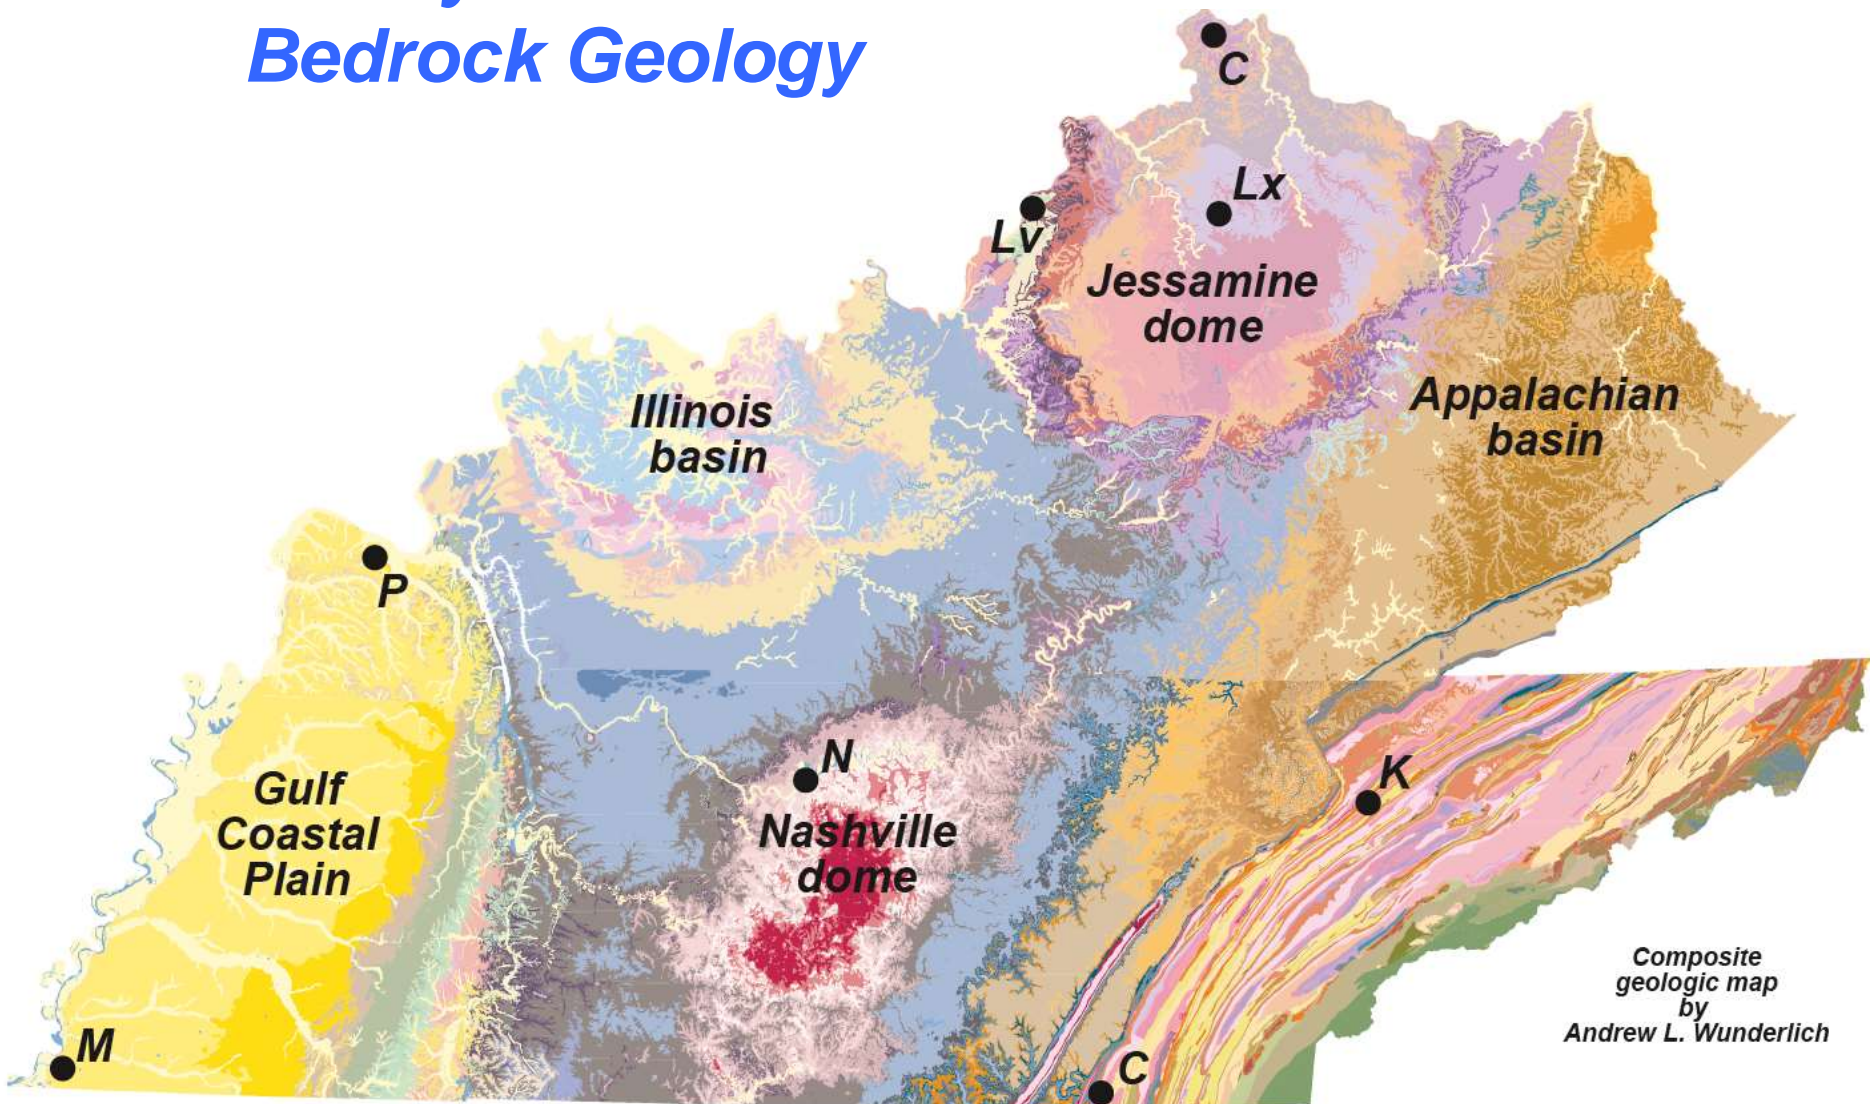 Bedrock Geology
C
Lx
Lv
Jessamine
dome
Appalachian
basin
Illinois
basin
P
N
K
Gulf
Coastal
Plain
Nashville
dome
Composite
geologic map
by
Andrew L. Wunderlich
M
C